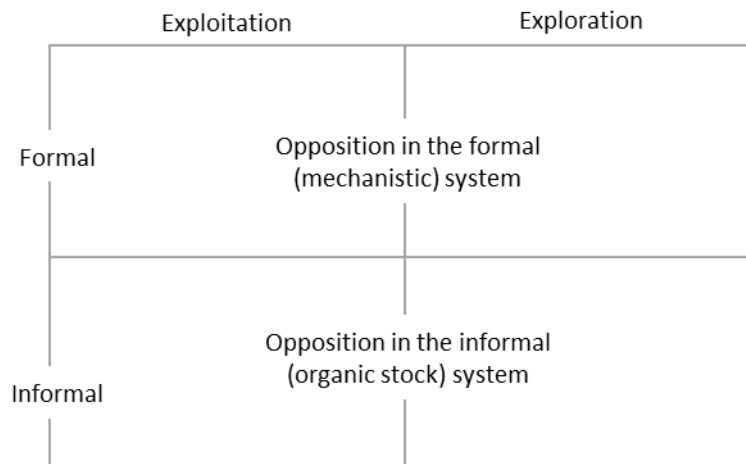 Exploitation
Exploration
Formal
Opposition in the formal
(mechanistic) system
Opposition in the informal
(organic stock) system
Informal